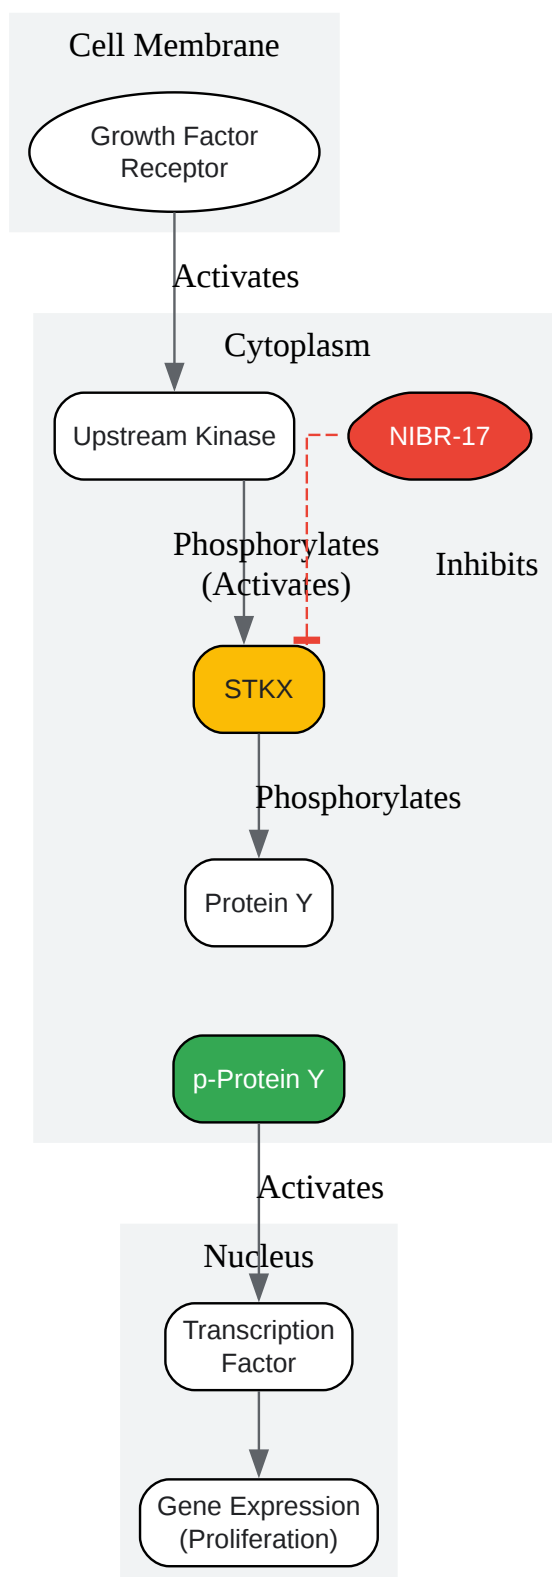 Cell Membrane
Growth Factor
Receptor
Activates
Cytoplasm
Upstream Kinase
NIBR-17
Phosphorylates
(Activates)
Inhibits
STKX
Phosphorylates
Protein Y
p-Protein Y
Activates
Nucleus
Transcription
Factor
Gene Expression
(Proliferation)